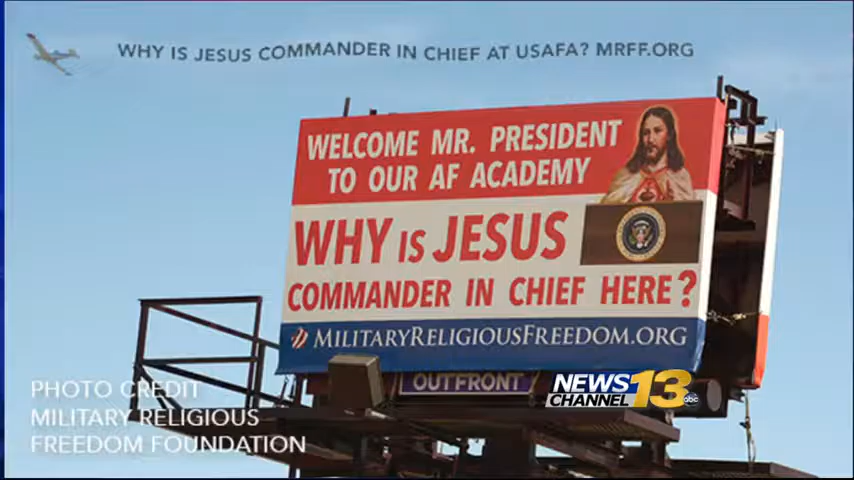 WHY IS JESUS COMMANDER IN CHIEF AT USAFA? MRFF.ORG
WELCOME MR. PRESIDENT
TO OUR AF ACADEMY
WHY IS JESUS
COMMANDER IN CHIEF HERE?
MILITARYRELIGIOUSFREEDOM.ORG
OUTFRONT
NEWS 13
CHANNEL
abc
PHOTO CREDIT
MILITARY RELIGIOUS
FREEDOM FOUNDATION